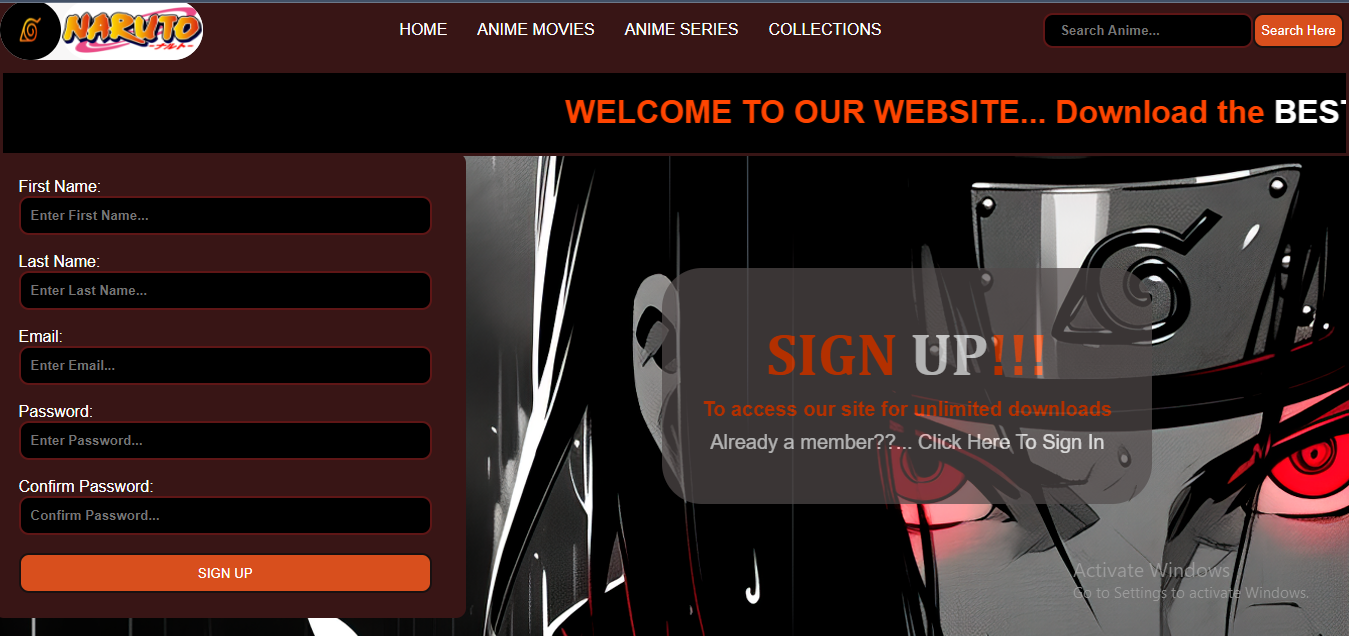 NARUTO
-ナルト-
HOME
ANIME MOVIES
ANIME SERIES
COLLECTIONS
Search Anime...
Search Here
WELCOME TO OUR WEBSITE... Download the BEST
First Name:
Enter First Name...
Last Name:
Enter Last Name...
Email:
Enter Email...
Password:
Enter Password...
Confirm Password:
Confirm Password...
SIGN UP
SIGN UP!!!
To access our site for unlimited downloads
Already a member??... Click Here To Sign In
Activate Windows
Go to Settings to activate Windows.